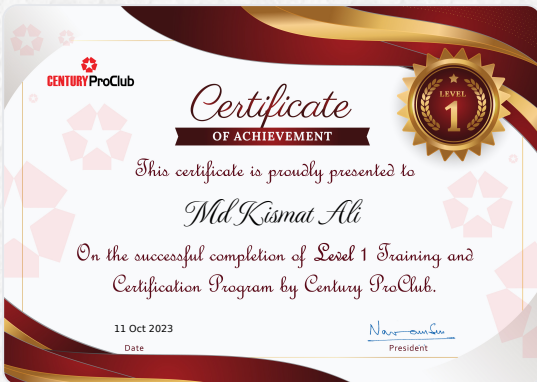 CENTURY ProClub
LEVEL
1
Certificate
OF ACHIEVEMENT
This certificate is proudly presented to
Md Kismat Ali
On the successful completion of Level 1 Training and
Certification Program by Century ProClub.
11 Oct 2023
Date
President